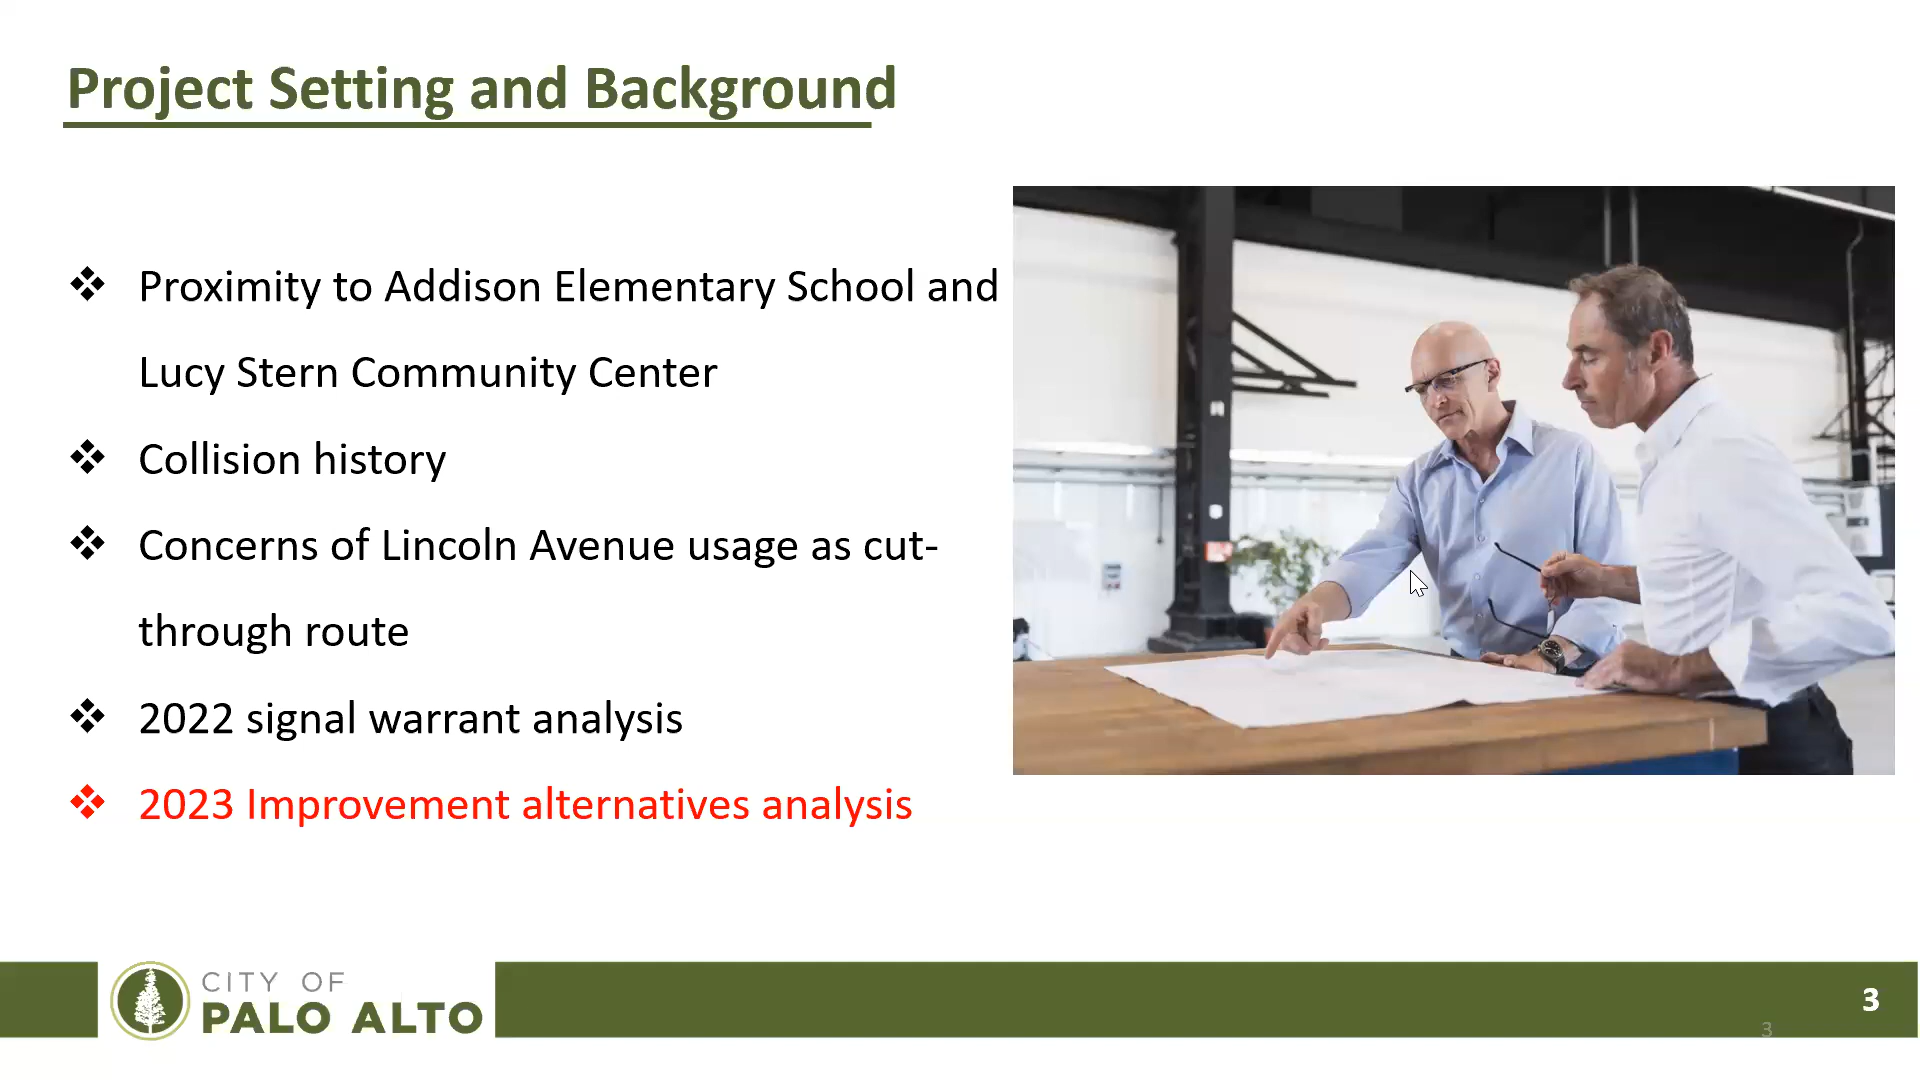 Project Setting and Background
❖ Proximity to Addison Elementary School and
Lucy Stern Community Center
❖ Collision history
❖ Concerns of Lincoln Avenue usage as cut-
through route
❖ 2022 signal warrant analysis
❖ 2023 Improvement alternatives analysis
CITY OF
PALO ALTO
3
3